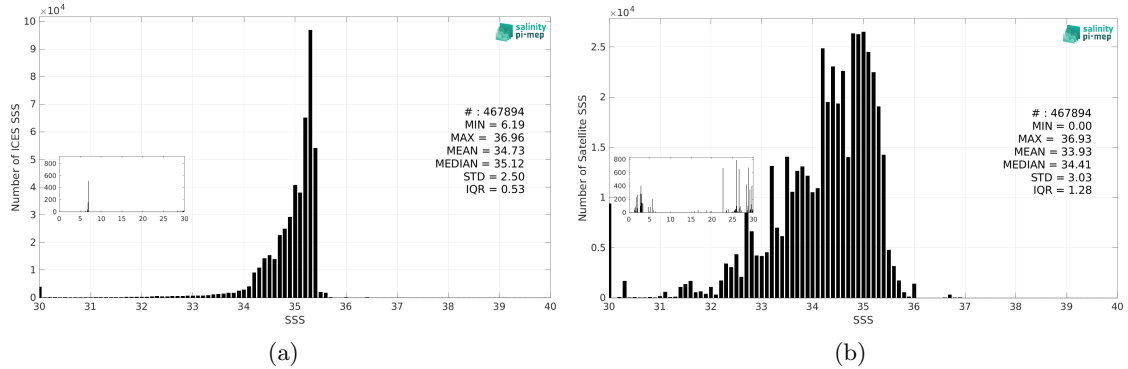 ×10⁴
10
9
8
7
6
5
4
3
2
1
0
Number of ICES SSS
salinity
pi-mep
# : 467894
MIN = 6.19
MAX = 36.96
MEAN = 34.73
MEDIAN = 35.12
STD = 2.50
IQR = 0.53
800
600
400
200
0
0 5 10 15 20 25 30
30 31 32 33 34 35 36 37 38 39 40
SSS
(a)
×10⁴
2.5
2
1.5
1
0.5
0
Number of Satellite SSS
salinity
pi-mep
# : 467894
MIN = 0.00
MAX = 36.93
MEAN = 33.93
MEDIAN = 34.41
STD = 3.03
IQR = 1.28
800
600
400
200
0
0 5 10 15 20 25 30
30 31 32 33 34 35 36 37 38 39 40
SSS
(b)